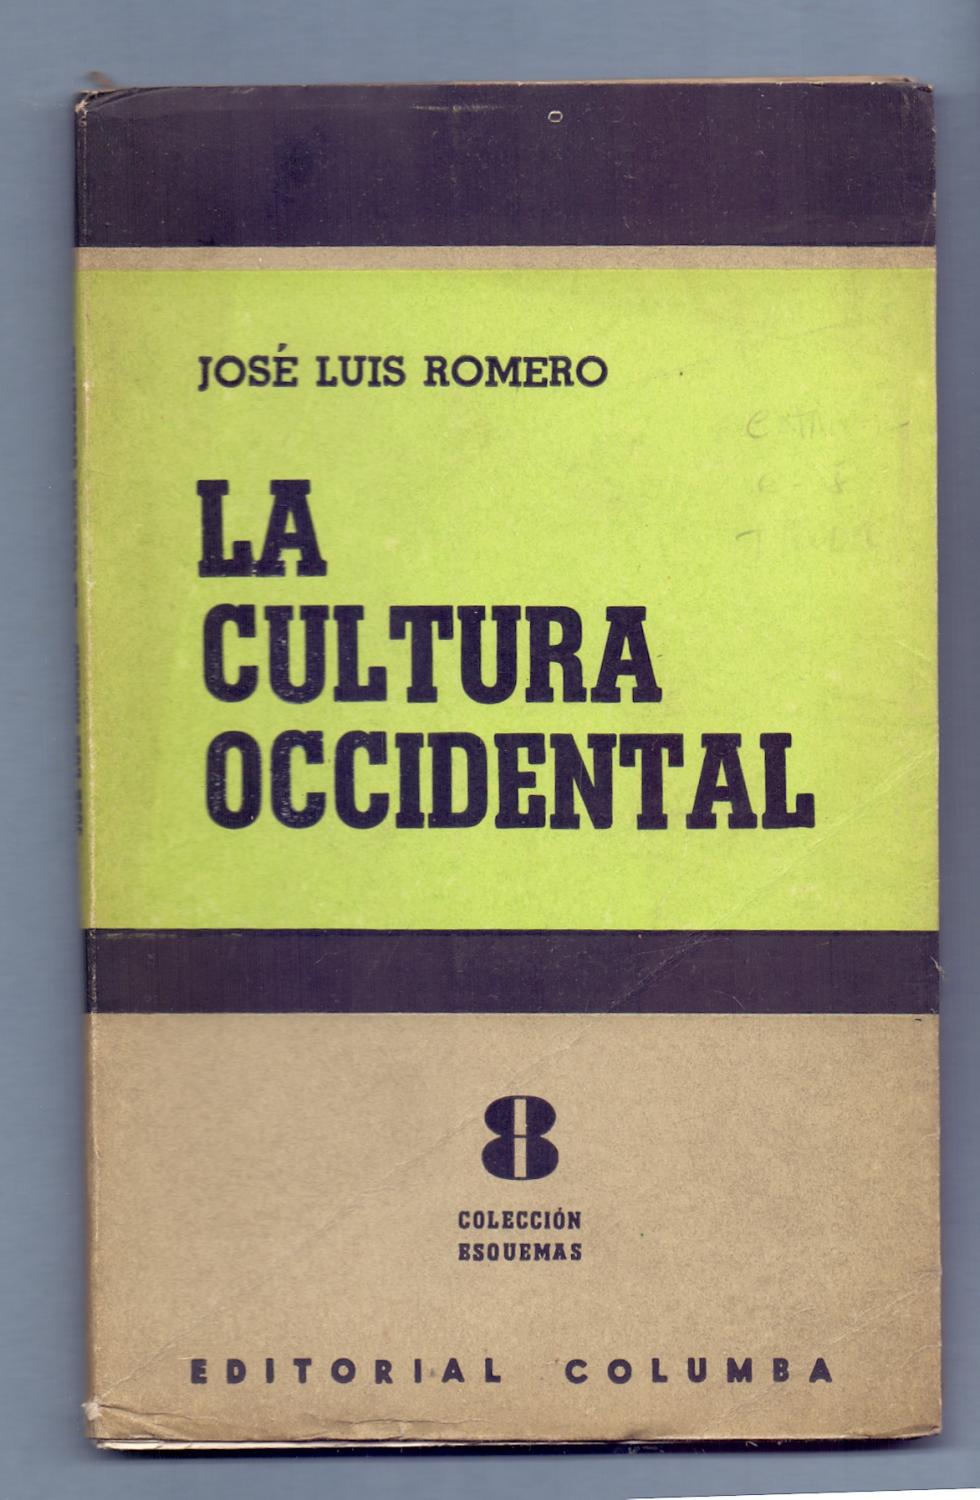 JOSÉ LUIS ROMERO
LA
CULTURA
OCCIDENTAL
8
COLECCIÓN
ESQUEMAS
EDITORIAL COLUMBA